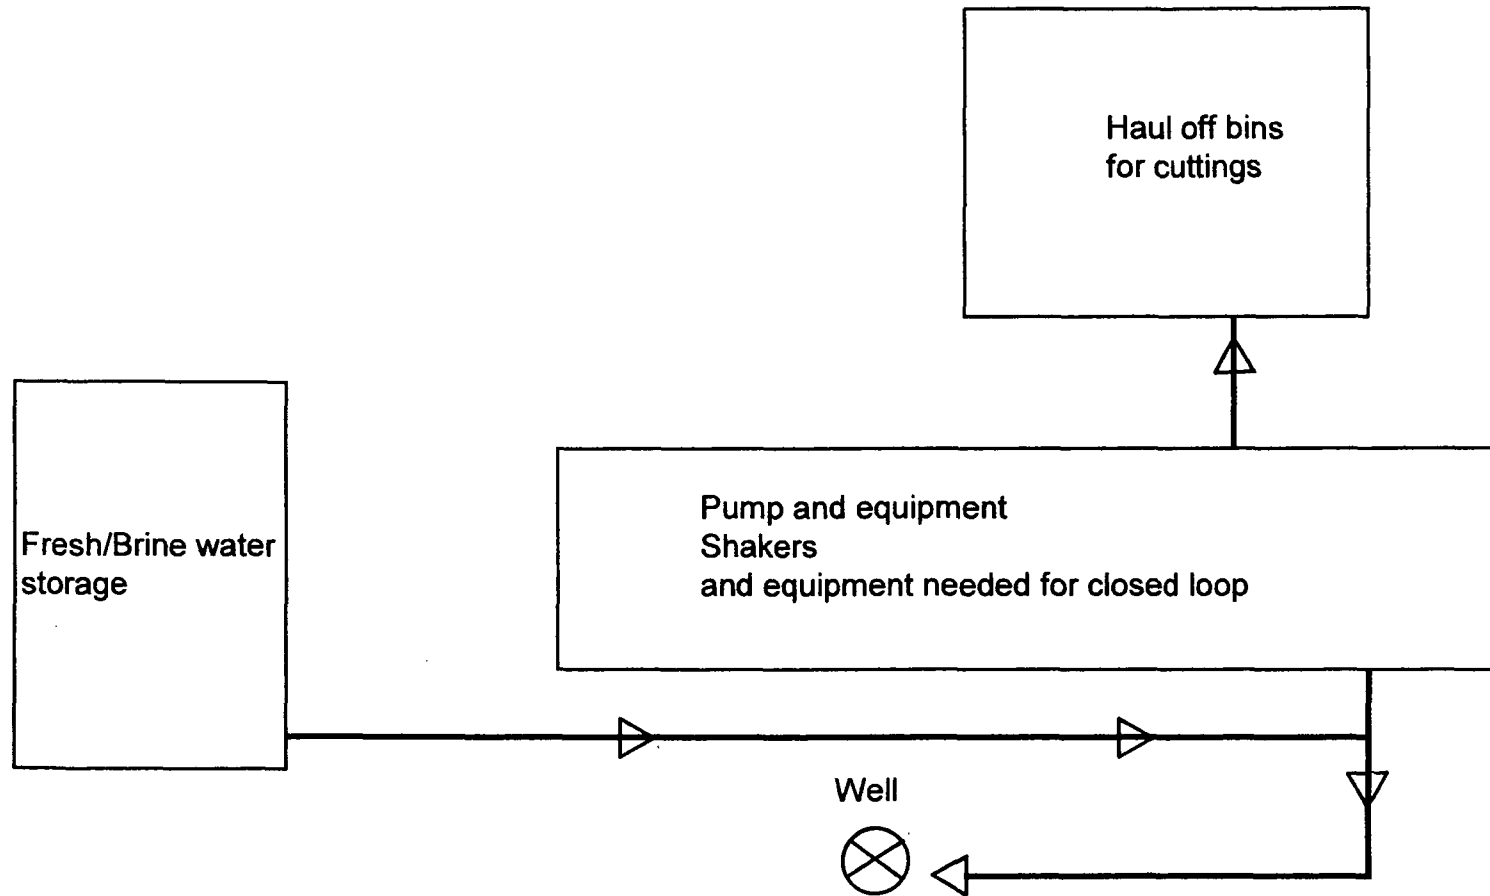 Haul off bins
for cuttings
Fresh/Brine water
storage
Pump and equipment
Shakers
and equipment needed for closed loop
Well